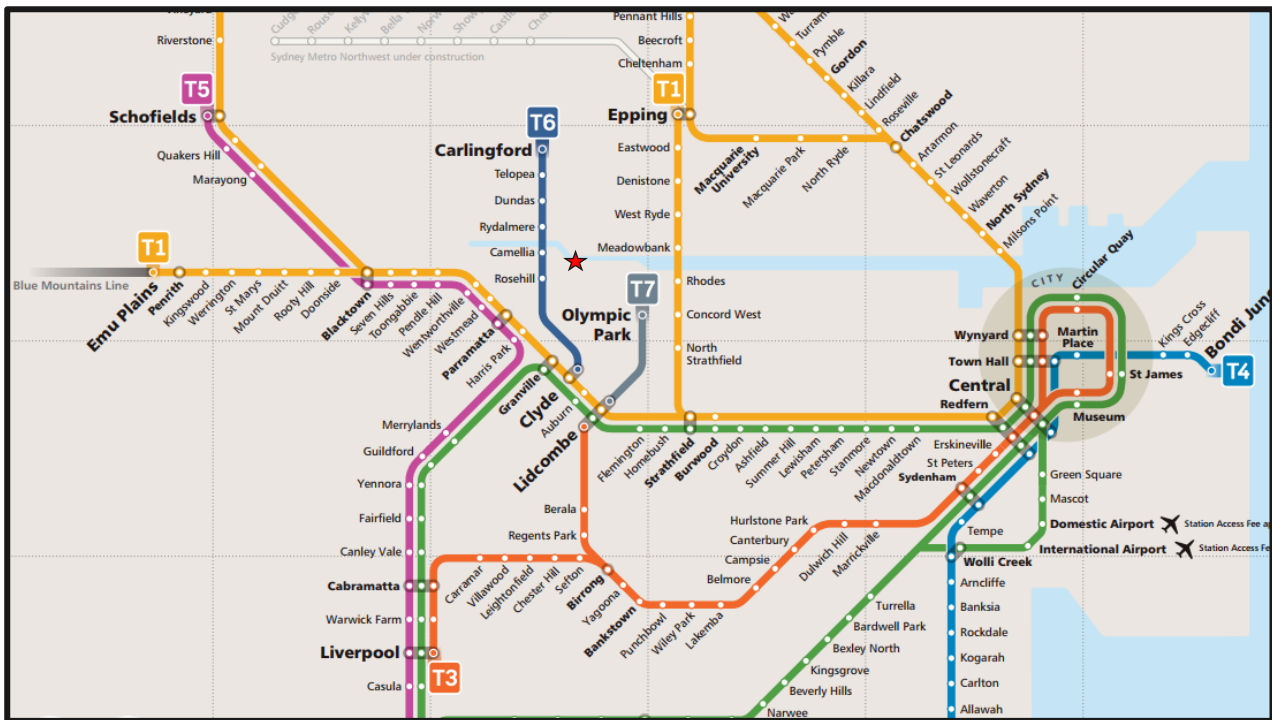 Pennant Hills
Beecroft
Cheltenham
Riverstone
Sydney Metro Northwest under construction
Pymble
Gordon
Killara
Lindfield
Roseville
Chatswood
Artarmon
St Leonards
Wollstonecraft
Waverton
North Sydney
Milsons Point
T5
Schofields
Quakers Hill
Marayong
T6
Carlingford
Telopea
Dundas
Rydalmere
Camellia
Rosehill
T1
Epping
Eastwood
Denistone
West Ryde
Meadowbank
Rhodes
Concord West
North
Strathfield
Macquarie
University
Macquarie Park
North Ryde
T1
Blue Mountains Line
Emu Plains
Penrith
Kingswood
Werrington
St Marys
Mount Druitt
Rooty Hill
Doonside
Blacktown
Seven Hills
Toongabbie
Pendle Hill
Wentworthville
Westmead
Parramatta
Harris Park
Granville
Clyde
Auburn
Lidcombe
T7
Olympic
Park
Flemington
Homebush
Strathfield
Burwood
Croydon
Ashfield
Summer Hill
Lewisham
Petersham
Stanmore
Newtown
Macdonaldtown
CITY
Circular Quay
Wynyard
Martin
Place
Town Hall
St James
Central
Museum
Redfern
Kings Cross
Edgecliff
Bondi
T4
Erskineville
St Peters
Sydenham
Green Square
Mascot
Domestic Airport
Station Access Fee
International Airport
Station Access
Tempe
Wolli Creek
Arncliffe
Banksia
Rockdale
Kogarah
Carlton
Allawah
Merrylands
Guildford
Yennora
Fairfield
Canley Vale
Cabramatta
Warwick Farm
Liverpool
T3
Casula
Berala
Regents Park
Carramar
Villawood
Leightonfield
Chester Hill
Sefton
Birrong
Yagoona
Bankstown
Punchbowl
Wiley Park
Lakemba
Belmore
Campsie
Canterbury
Hurlstone Park
Dulwich Hill
Marrickville
Turrella
Bardwell Park
Bexley North
Kingsgrove
Beverly Hills
Narwee